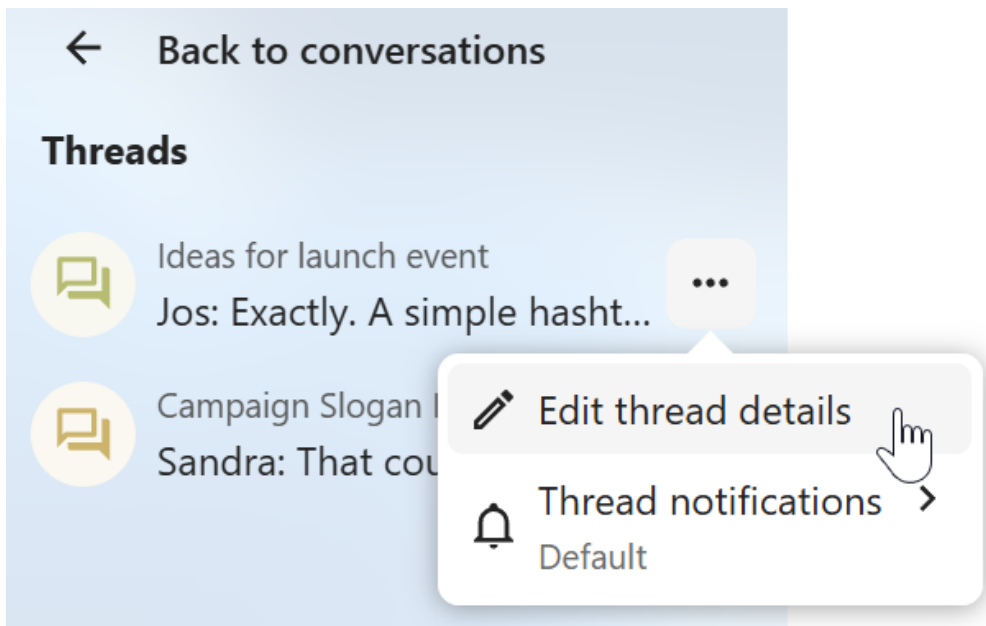 Back to conversations
Threads
Ideas for launch event
Jos: Exactly. A simple hasht...
Campaign Slogan
Sandra: That
Edit thread details
Thread notifications
Default